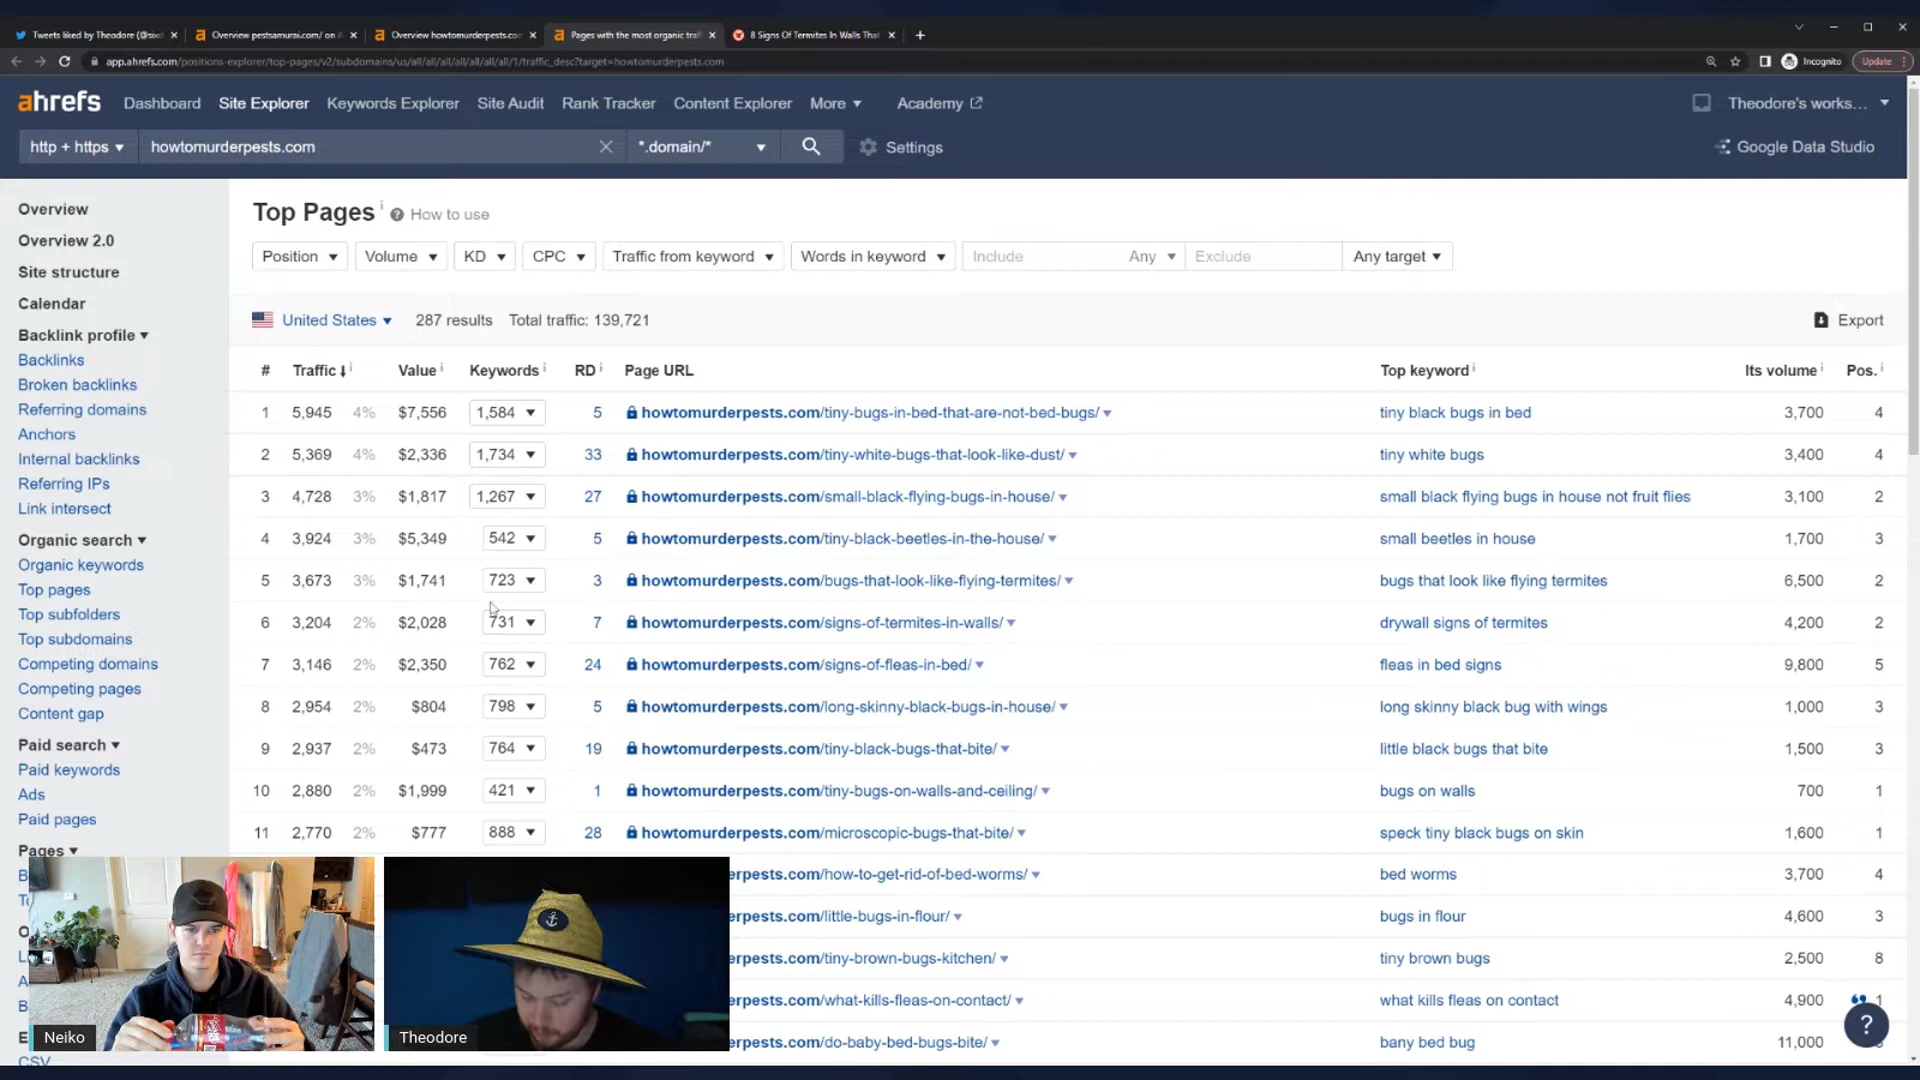 Tweets liked by Theodore (@sixc
Overview pestsamurai.com/ on A
Overview howtomurderpests.com
Pages with the most organic traf
8 Signs Of Termites In Walls That
app.ahrefs.com/positions-explorer/top-pages/v2/subdomains/us/all/all/all/all/all/all/all/1/traffic_desc?target=howtomurderpests.com
Incognito
Update
ahrefs Dashboard Site Explorer Keywords Explorer Site Audit Rank Tracker Content Explorer More Academy Theodore's works...
http + https howtomurderpests.com *.domain/* Settings Google Data Studio
Overview
Overview 2.0
Site structure
Calendar
Backlink profile
Backlinks
Broken backlinks
Referring domains
Anchors
Internal backlinks
Referring IPs
Link intersect
Organic search
Organic keywords
Top pages
Top subfolders
Top subdomains
Competing domains
Competing pages
Content gap
Paid search
Paid keywords
Ads
Paid pages
Pages
CSV
Top Pages i ? How to use
Position Volume KD CPC Traffic from keyword Words in keyword Include Any Exclude Any target
United States 287 results Total traffic: 139,721 Export
# Traffic Value Keywords RD Page URL Top keyword Its volume Pos.
1 5,945 4% $7,556 1,584 5 howtomurderpests.com/tiny-bugs-in-bed-that-are-not-bed-bugs/ tiny black bugs in bed 3,700 4
2 5,369 4% $2,336 1,734 33 howtomurderpests.com/tiny-white-bugs-that-look-like-dust/ tiny white bugs 3,400 4
3 4,728 3% $1,817 1,267 27 howtomurderpests.com/small-black-flying-bugs-in-house/ small black flying bugs in house not fruit flies 3,100 2
4 3,924 3% $5,349 542 5 howtomurderpests.com/tiny-black-beetles-in-the-house/ small beetles in house 1,700 3
5 3,673 3% $1,741 723 3 howtomurderpests.com/bugs-that-look-like-flying-termites/ bugs that look like flying termites 6,500 2
6 3,204 2% $2,028 731 7 howtomurderpests.com/signs-of-termites-in-walls/ drywall signs of termites 4,200 2
7 3,146 2% $2,350 762 24 howtomurderpests.com/signs-of-fleas-in-bed/ fleas in bed signs 9,800 5
8 2,954 2% $804 798 5 howtomurderpests.com/long-skinny-black-bugs-in-house/ long skinny black bug with wings 1,000 3
9 2,937 2% $473 764 19 howtomurderpests.com/tiny-black-bugs-that-bite/ little black bugs that bite 1,500 3
10 2,880 2% $1,999 421 1 howtomurderpests.com/tiny-bugs-on-walls-and-ceiling/ bugs on walls 700 1
11 2,770 2% $777 888 28 howtomurderpests.com/microscopic-bugs-that-bite/ speck tiny black bugs on skin 1,600 1
erpests.com/how-to-get-rid-of-bed-worms/ bed worms 3,700 4
erpests.com/little-bugs-in-flour/ bugs in flour 4,600 3
erpests.com/tiny-brown-bugs-kitchen/ tiny brown bugs 2,500 8
erpests.com/what-kills-fleas-on-contact/ what kills fleas on contact 4,900 1
erpests.com/do-baby-bed-bugs-bite/ bany bed bug 11,000
?
Neiko
Theodore